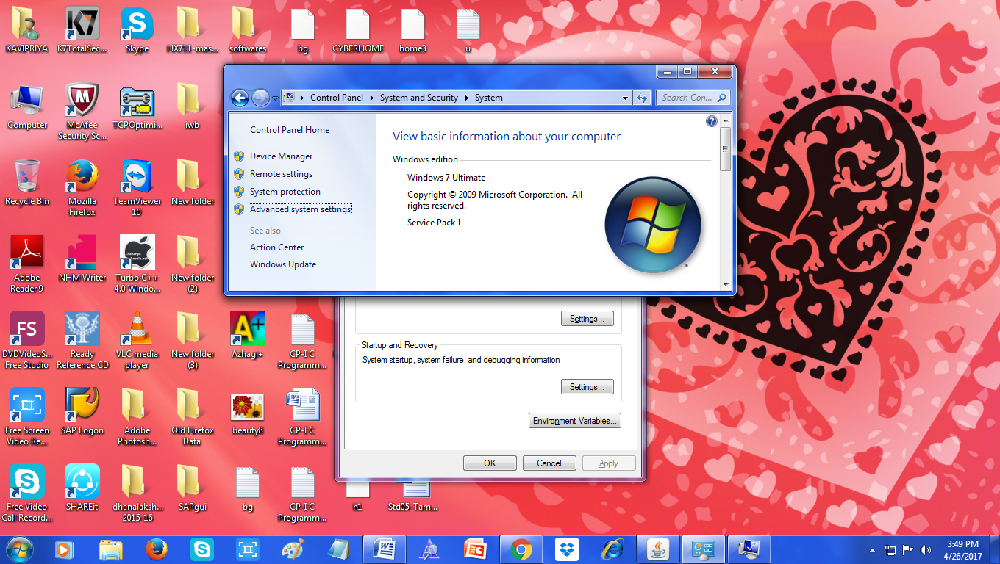 KAVIPRIYA
K7TotalSec...
Skype
HX711-mas...
softwares
bg
CYBERHOME
home3
u
Computer
McAfee
Security Sc...
TCPOptimi...
iwb
Recycle Bin
Mozilla
Firefox
TeamViewer
10
New folder
Adobe
Reader 9
NHM Writer
Turbo C++
4.0 Windo...
New folder
(2)
FS
DVDVideoS...
Free Studio
Ready
Reference CD
VLC media
player
New folder
(3)
A+
Azhagi+
CP-I C
Programm...
Free Screen
Video Re...
SAP Logon
Adobe
Photosh...
Old Firefox
Data
beauty8
CP-I C
Programm...
Free Video
Call Record...
SHAREit
dhanalaksh...
2015-16
SAPgui
bg
CP-I C
Programm...
h1
Std05-Tam...
Control Panel
System and Security
System
Search Con...
Control Panel Home
Device Manager
Remote settings
System protection
Advanced system settings
See also
Action Center
Windows Update
View basic information about your computer
Windows edition
Windows 7 Ultimate
Copyright © 2009 Microsoft Corporation. All
rights reserved.
Service Pack 1
Settings...
Startup and Recovery
System startup, system failure, and debugging information
Settings...
Environment Variables...
OK
Cancel
Apply
3:49 PM
4/26/2017